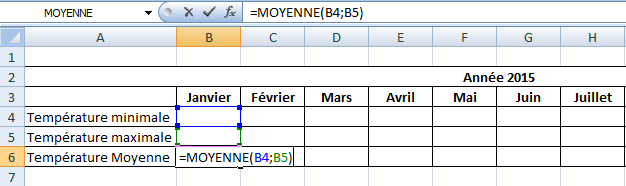 MOYENNE fx =MOYENNE(B4;B5)
A B C D E F G H
1
2 Année 2015
3 Janvier Février Mars Avril Mai Juin Juillet
4 Température minimale
5 Température maximale
6 Température Moyenne =MOYENNE(B4;B5)
7